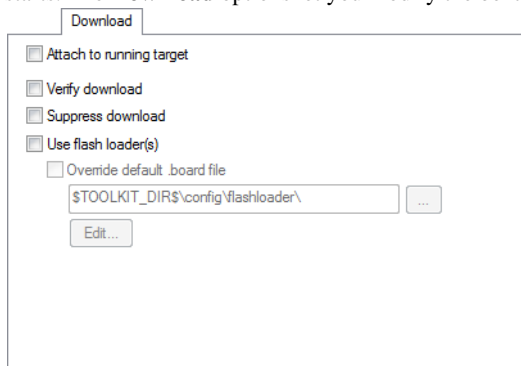 Download
Attach to running target
Verify download
Suppress download
Use flash loader(s)
Override default .board file
$TOOLKIT_DIR$\config\flashloader\
...
Edit...